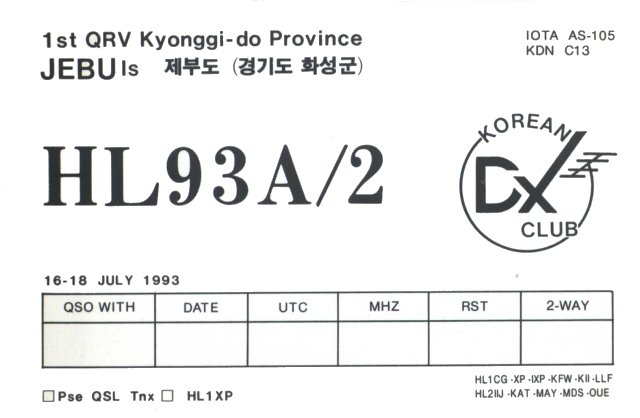 1st QRV Kyonggi-do Province
JEBU Is 제부도 (경기도 화성군)
IOTA AS-105
KDN C13
HL93A/2
KOREAN
DX
CLUB
16-18 JULY 1993
QSO WITH DATE UTC MHZ RST 2-WAY
□Pse QSL Tnx □ HL1XP
HL1CG·XP·IXP·KFW·KII·LLF
HL2IIJ·KAT·MAY·MDS·OUE